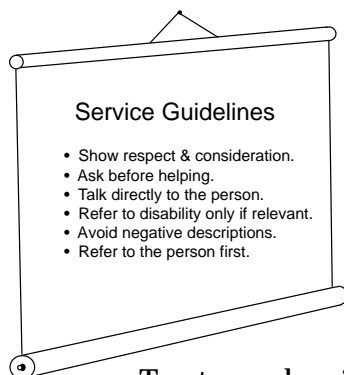 Service Guidelines
• Show respect & consideration.
• Ask before helping.
• Talk directly to the person.
• Refer to disability only if relevant.
• Avoid negative descriptions.
• Refer to the person first.